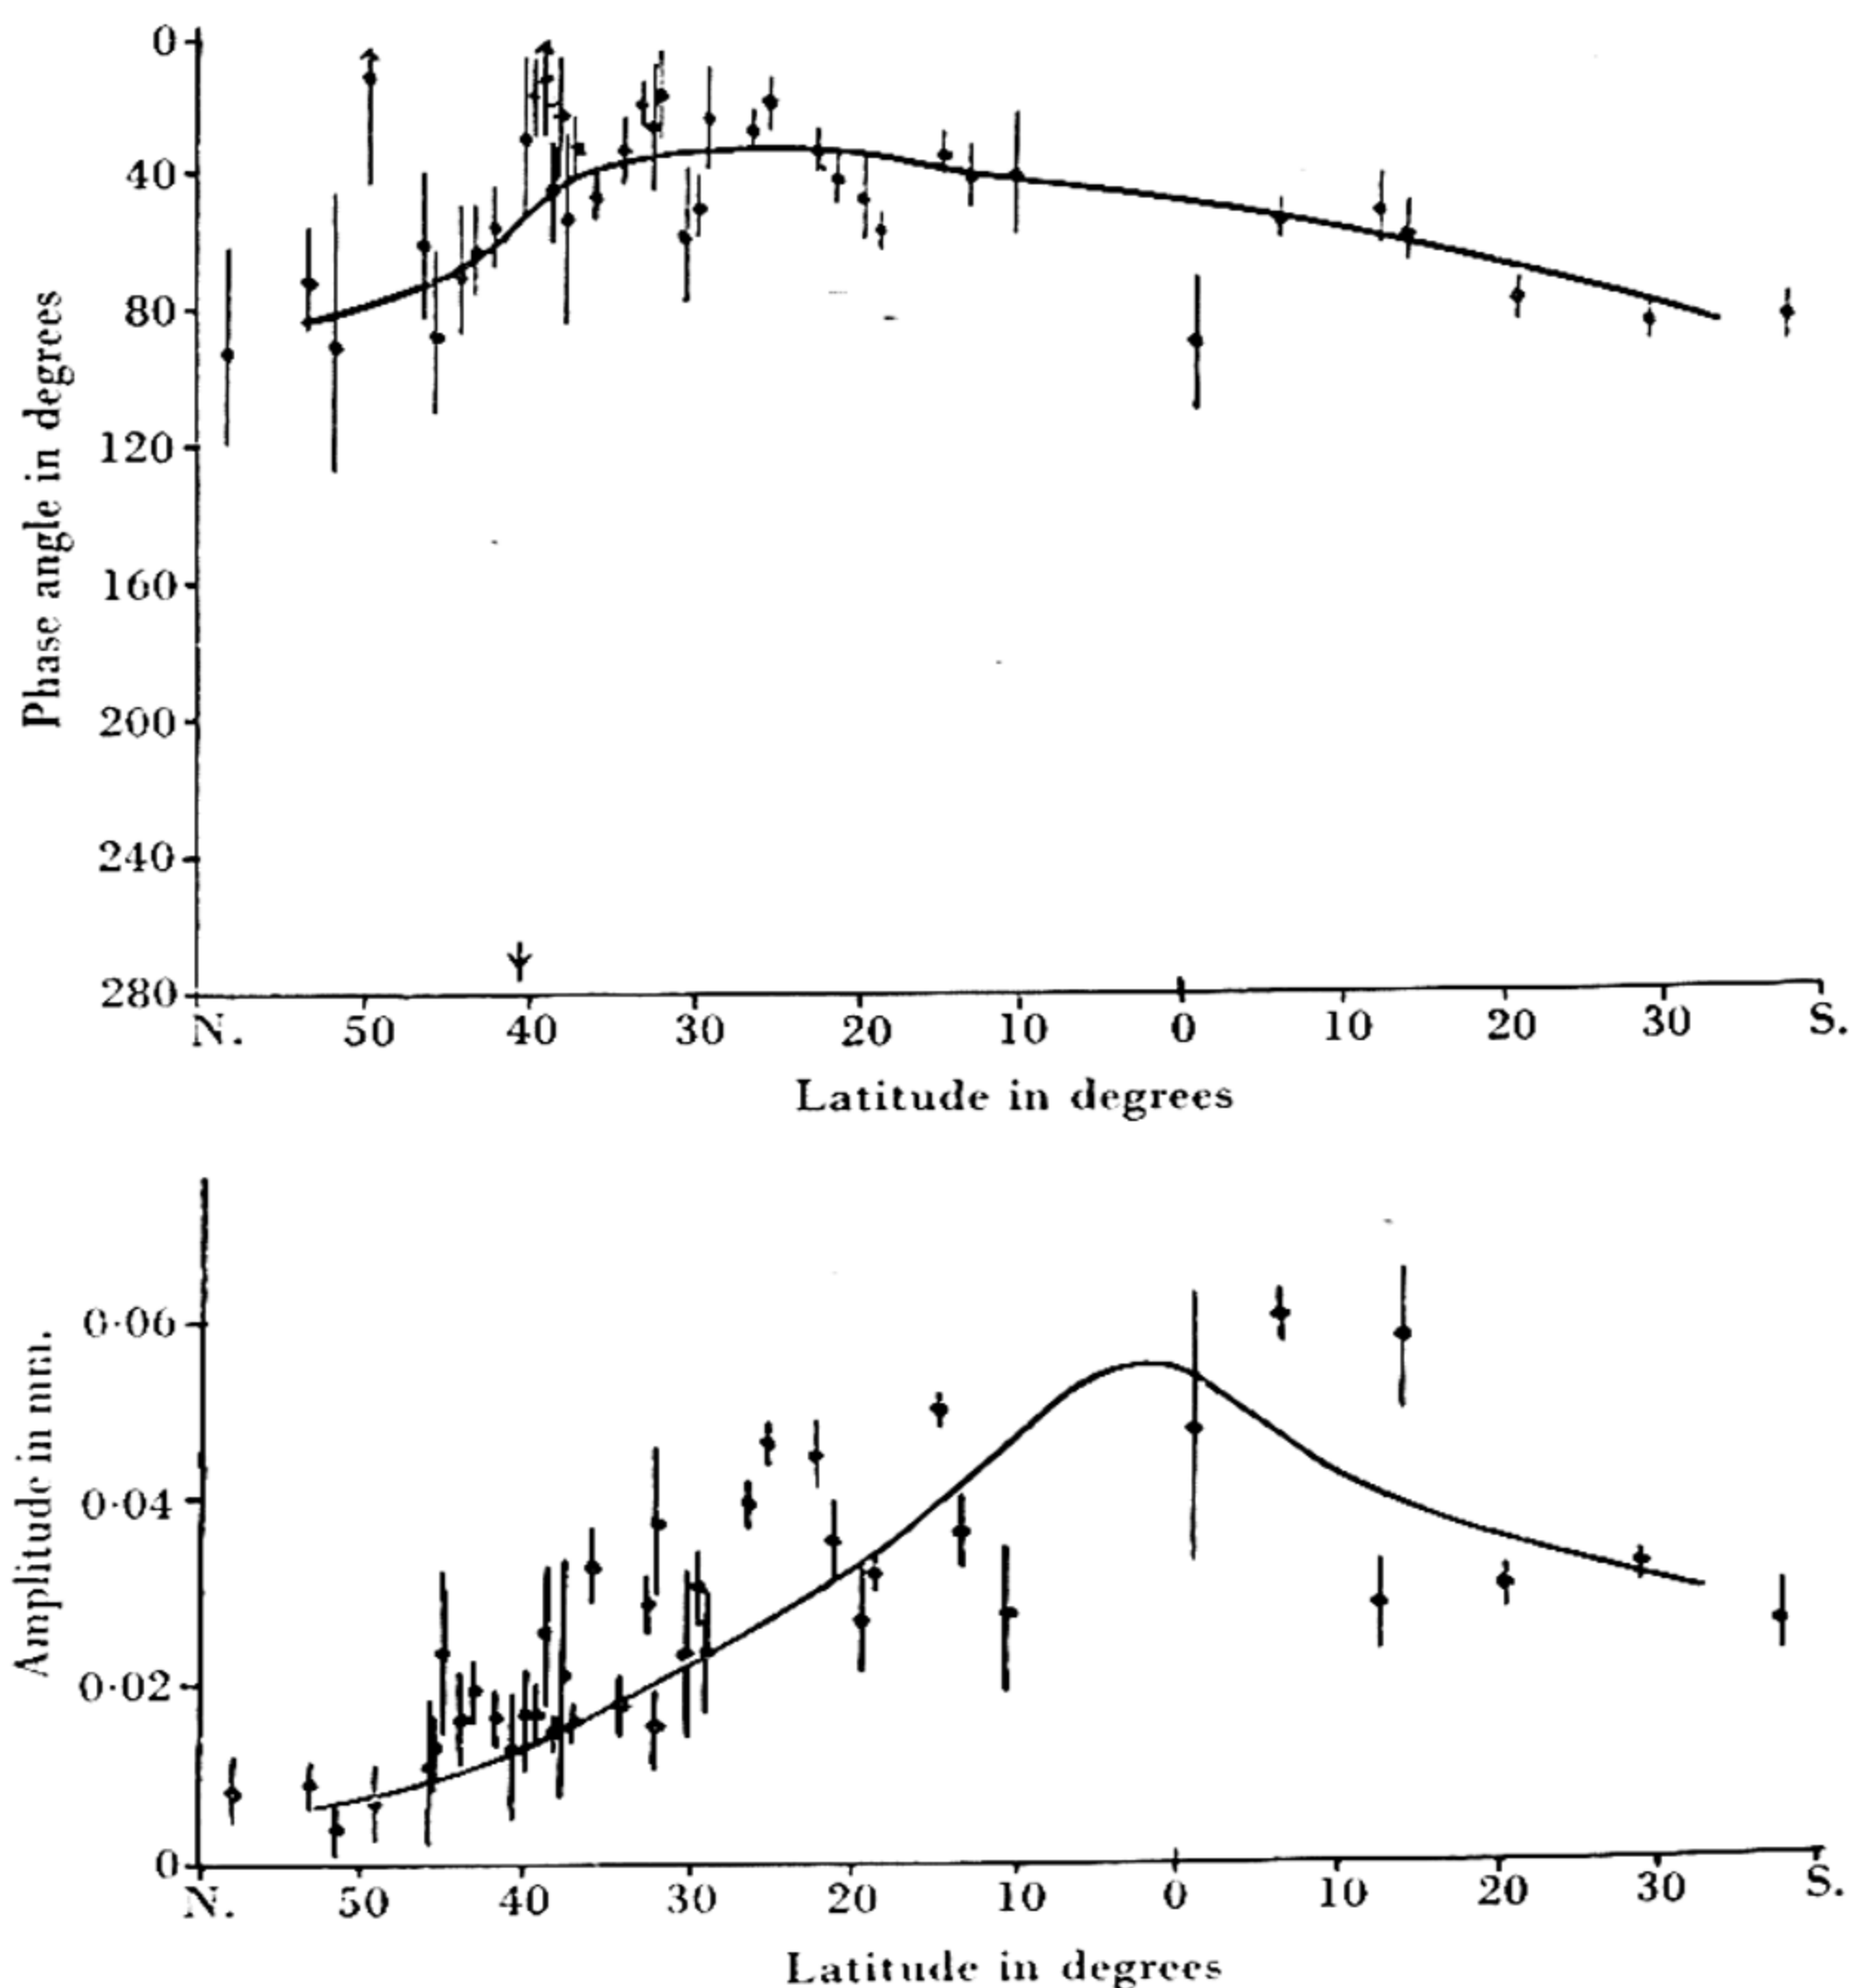 0
40
80
120
160
200
240
280
Phase angle in degrees
N. 50 40 30 20 10 0 10 20 30 S.
Latitude in degrees
0·06
0·04
0·02
0
Amplitude in mm.
N. 50 40 30 20 10 0 10 20 30 S.
Latitude in degrees